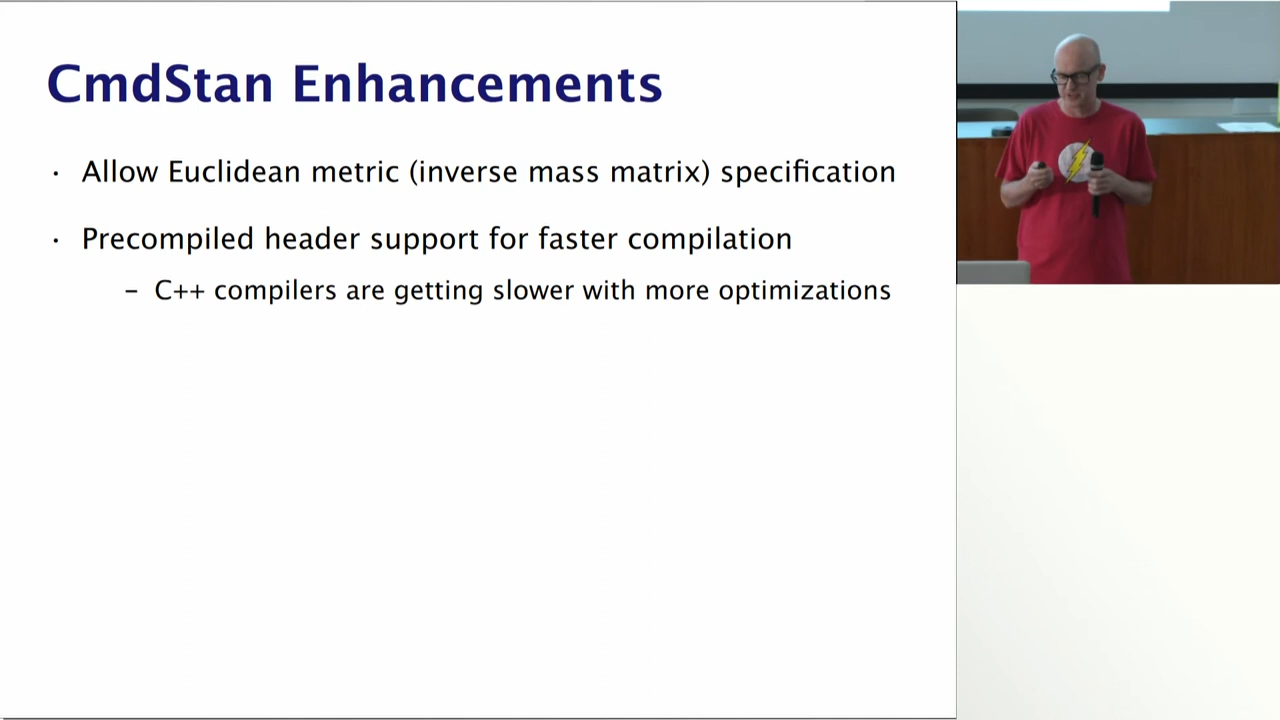 CmdStan Enhancements
· Allow Euclidean metric (inverse mass matrix) specification
· Precompiled header support for faster compilation
– C++ compilers are getting slower with more optimizations